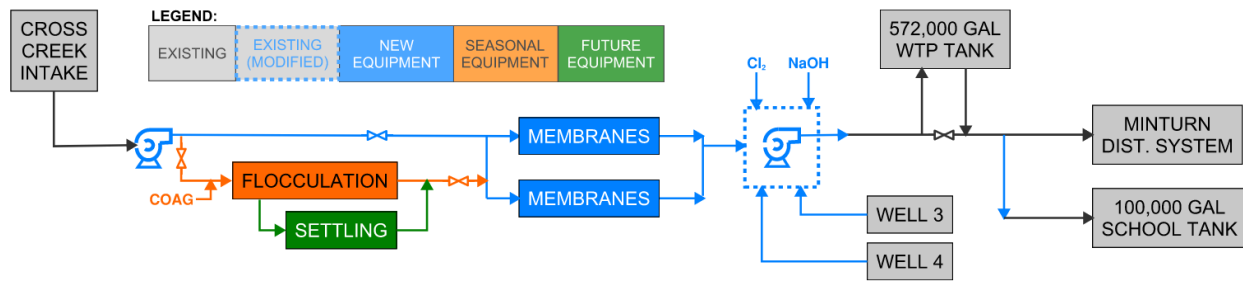 CROSS
CREEK
INTAKE
LEGEND:
EXISTING
EXISTING
(MODIFIED)
NEW
EQUIPMENT
SEASONAL
EQUIPMENT
FUTURE
EQUIPMENT
572,000 GAL
WTP TANK
Cl₂
NaOH
MEMBRANES
MINTURN
DIST. SYSTEM
FLOCCULATION
COAG
MEMBRANES
SETTLING
WELL 3
100,000 GAL
SCHOOL TANK
WELL 4